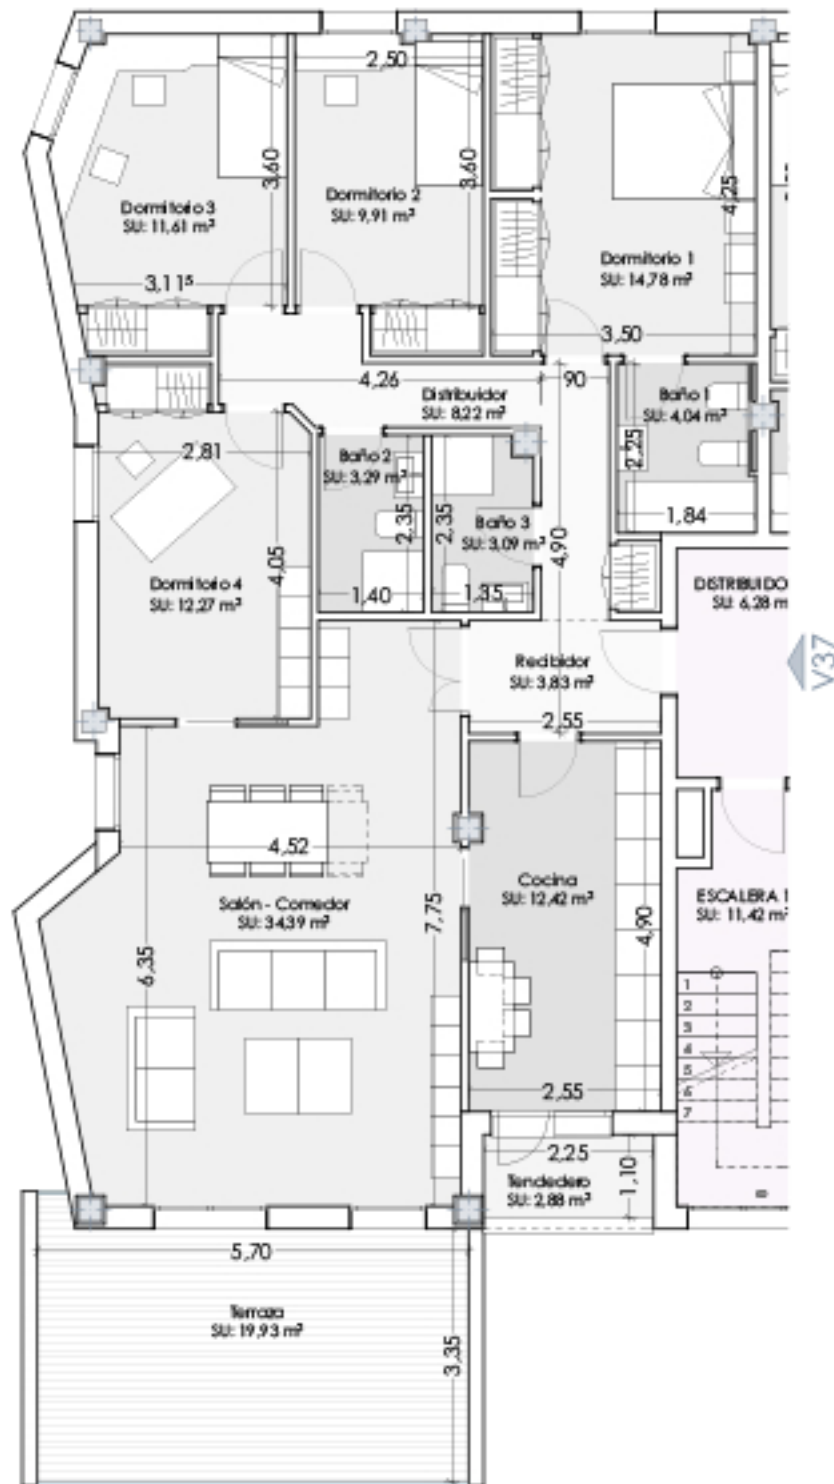 2,50
3,60
3,60
4,25
Dormitorio 3
SU: 11,61 m²
Dormitorio 2
SU: 9,91 m²
Dormitorio 1
SU: 14,78 m²
3,11⁵
3,50
4,26
90
Distribuidor
SU: 8,22 m²
Baño 1
SU: 4,04 m²
2,25
1,84
2,81
Baño 2
SU: 3,29 m²
2,35
2,35
Baño 3
SU: 3,09 m²
4,90
4,05
Dormitorio 4
SU: 12,27 m²
1,40
1,35
DISTRIBUIDO
SU: 6,28 m
V37
Recibidor
SU: 3,83 m²
2,55
4,52
Salón - Comedor
SU: 34,39 m²
7,75
6,35
Cocina
SU: 12,42 m²
4,90
ESCALERA 1
SU: 11,42 m²
1
2
3
4
5
6
7
2,55
2,25
1,10
Tendedero
SU: 2,88 m²
5,70
Terraza
SU: 19,93 m²
3,35